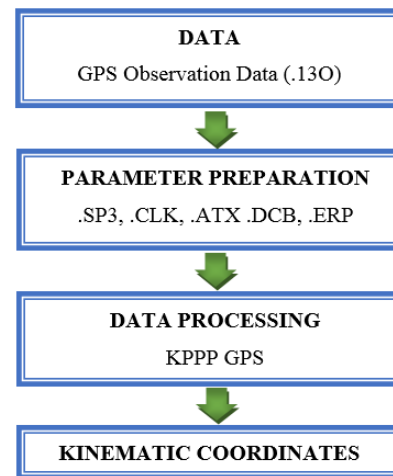 DATA
GPS Observation Data (.13O)
PARAMETER PREPARATION
.SP3, .CLK, .ATX .DCB, .ERP
DATA PROCESSING
KPPP GPS
KINEMATIC COORDINATES